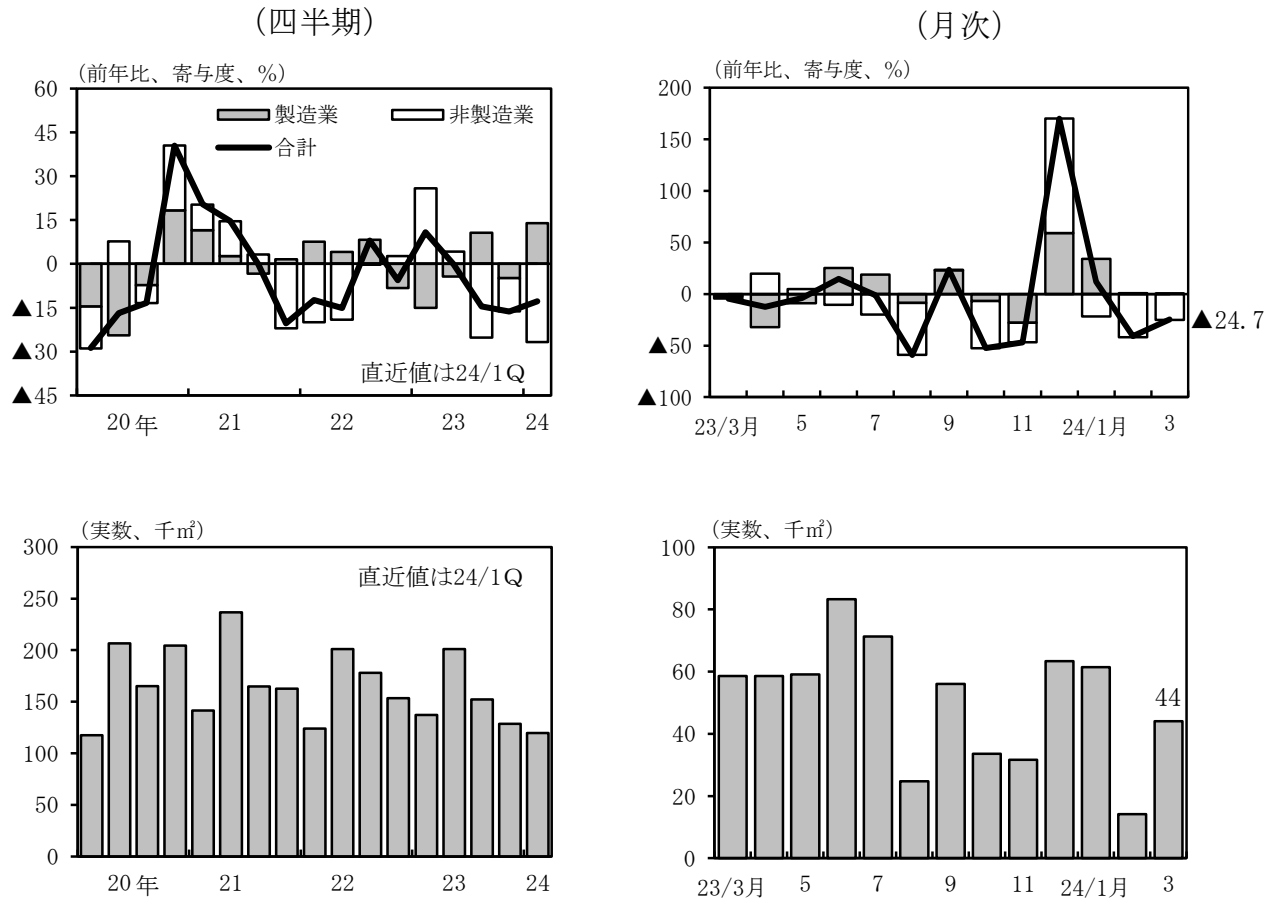 (四半期)
(前年比、寄与度、%)
60
45
30
15
0
▲15
▲30
▲45
製造業
非製造業
合計
直近値は24/1Q
20年 21 22 23 24
(月次)
(前年比、寄与度、%)
200
150
100
50
0
▲50
▲100
▲24.7
23/3月 5 7 9 11 24/1月 3
(実数、千㎡)
300
250
200
150
100
50
0
直近値は24/1Q
20年 21 22 23 24
(実数、千㎡)
100
80
60
40
20
0
44
23/3月 5 7 9 11 24/1月 3